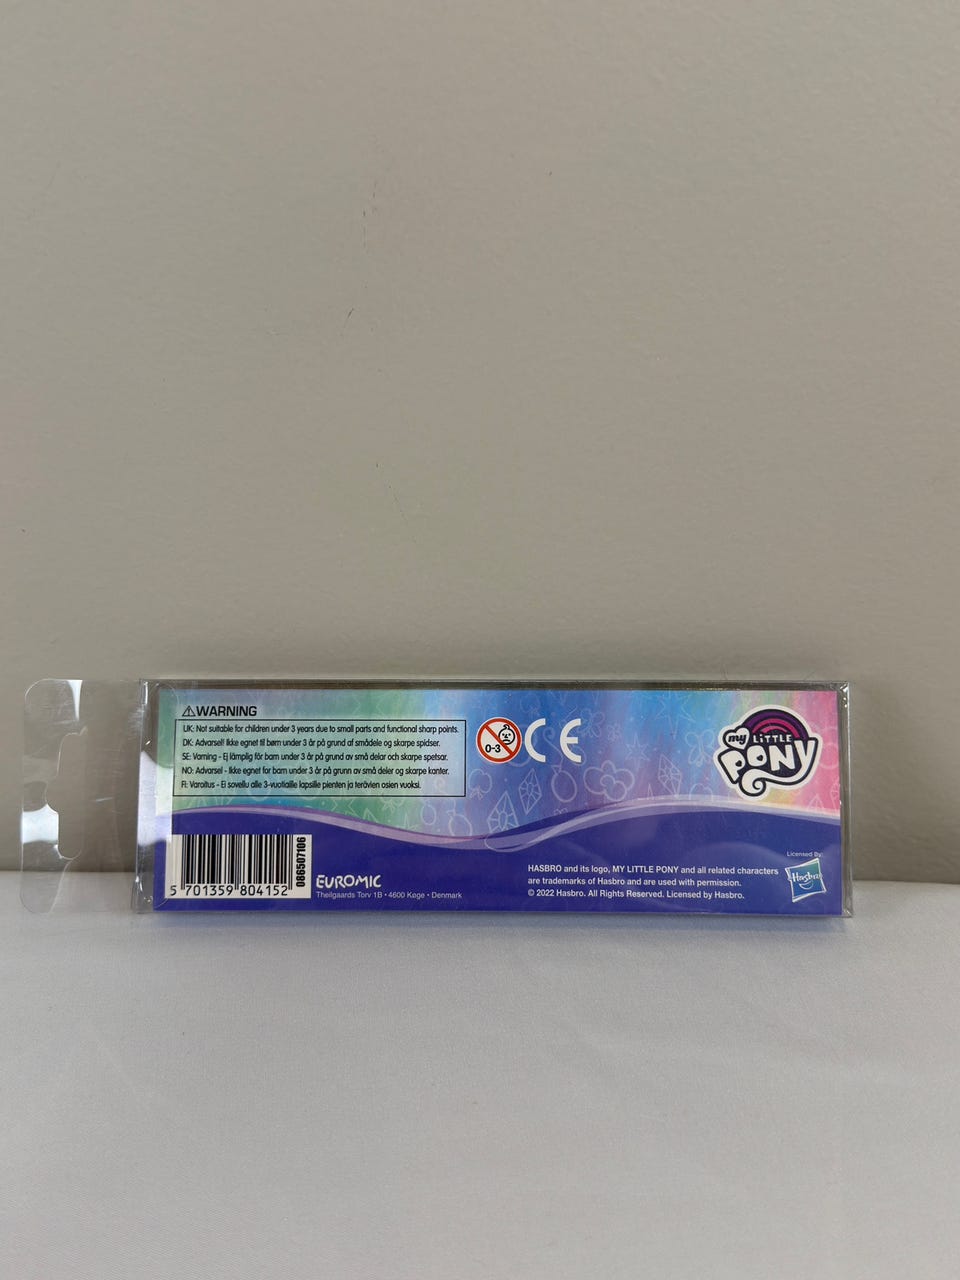 ⚠WARNING
UK: Not suitable for children under 3 years due to small parts and functional sharp points.
DK: Advarsel! Ikke egnet til børn under 3 år på grund af smådele og skarpe spidser.
SE: Varning - Ej lämplig för barn under 3 år på grund av små delar och skarpe spetsar.
NO: Advarsel - Ikke egnet for barn under 3 år på grunn av små deler og skarpe kanter.
FI: Varoitus - Ei sovellu alle 3-vuotiaille lapsille pienten ja terävien osien vuoksi.
0-3
CE
my LITTLE
PONY
5 701359 804152
086507106
EUROMIC
Theilgaards Torv 1B • 4600 Køge • Denmark
HASBRO and its logo, MY LITTLE PONY and all related characters
are trademarks of Hasbro and are used with permission.
© 2022 Hasbro. All Rights Reserved. Licensed by Hasbro.
Licensed By:
Hasbro